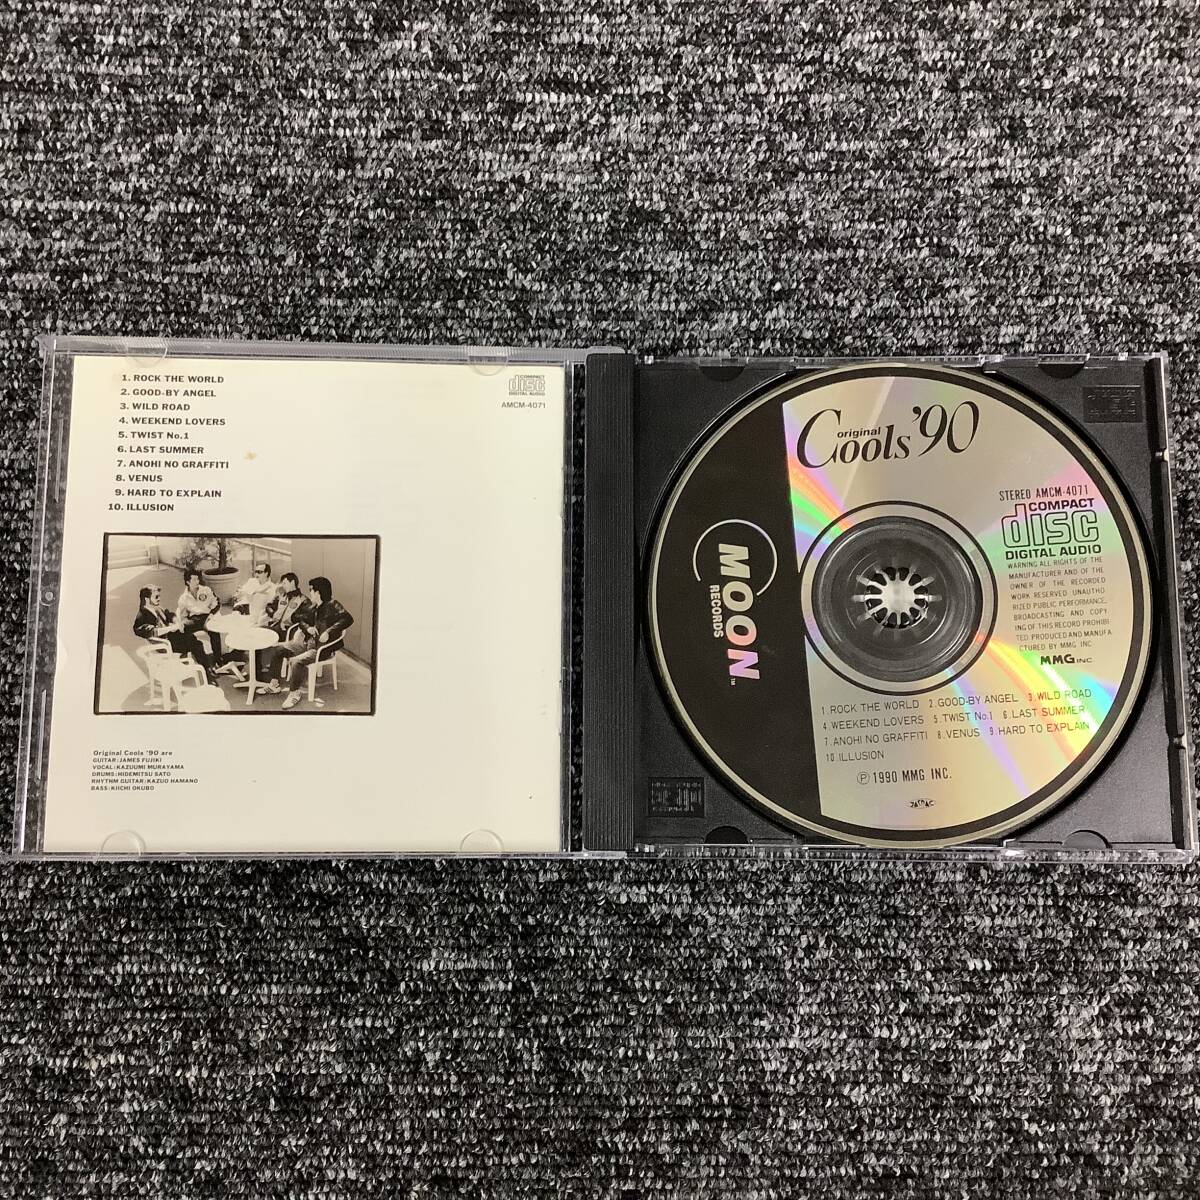 1. ROCK THE WORLD
2. GOOD-BY ANGEL
3. WILD ROAD
4. WEEKEND LOVERS
5. TWIST No.1
6. LAST SUMMER
7. ANOHI NO GRAFFITI
8. VENUS
9. HARD TO EXPLAIN
10. ILLUSION
COMPACT
disc
DIGITAL AUDIO
AMCM-4071
Original Cools '90 are
GUITAR:JAMES FUJIKI
VOCAL:KAZUUMI MURAYAMA
DRUMS:HIDEMITSU SATO
RHYTHM GUITAR:KAZUO HAMANO
BASS:KIICHI OKUBO
original
Cools '90
MOON
RECORDS
TM
STEREO AMCM-4071
COMPACT
disc
DIGITAL AUDIO
WARNING ALL RIGHTS OF THE
MANUFACTURER AND OF THE
OWNER OF THE RECORDED
WORK RESERVED UNAUTHO
RIZED PUBLIC PERFORMANCE.
BROADCASTING AND COPY
ING OF THIS RECORD PROHIBI
TED. PRODUCED AND MANUFA
CTURED BY MMG INC
MMG INC.
1. ROCK THE WORLD 2. GOOD-BY ANGEL 3. WILD ROAD
4. WEEKEND LOVERS 5. TWIST No.1 6. LAST SUMMER
7. ANOHI NO GRAFFITI 8. VENUS 9. HARD TO EXPLAIN
10. ILLUSION
Ⓟ 1990 MMG INC.
JASRAC